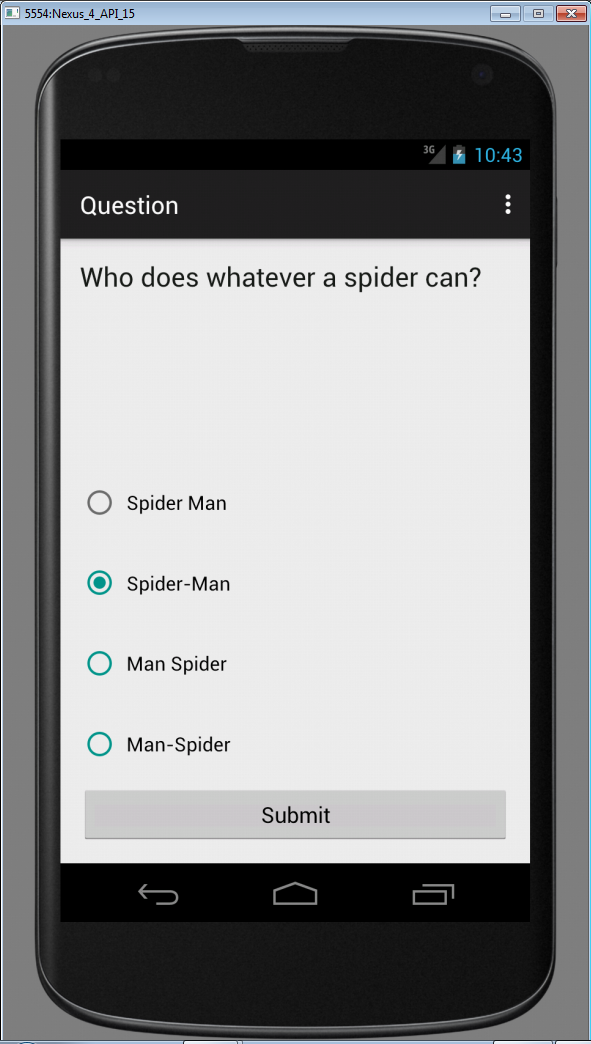 5554:Nexus_4_API_15
3G 10:43
Question
Who does whatever a spider can?
Spider Man
Spider-Man
Man Spider
Man-Spider
Submit